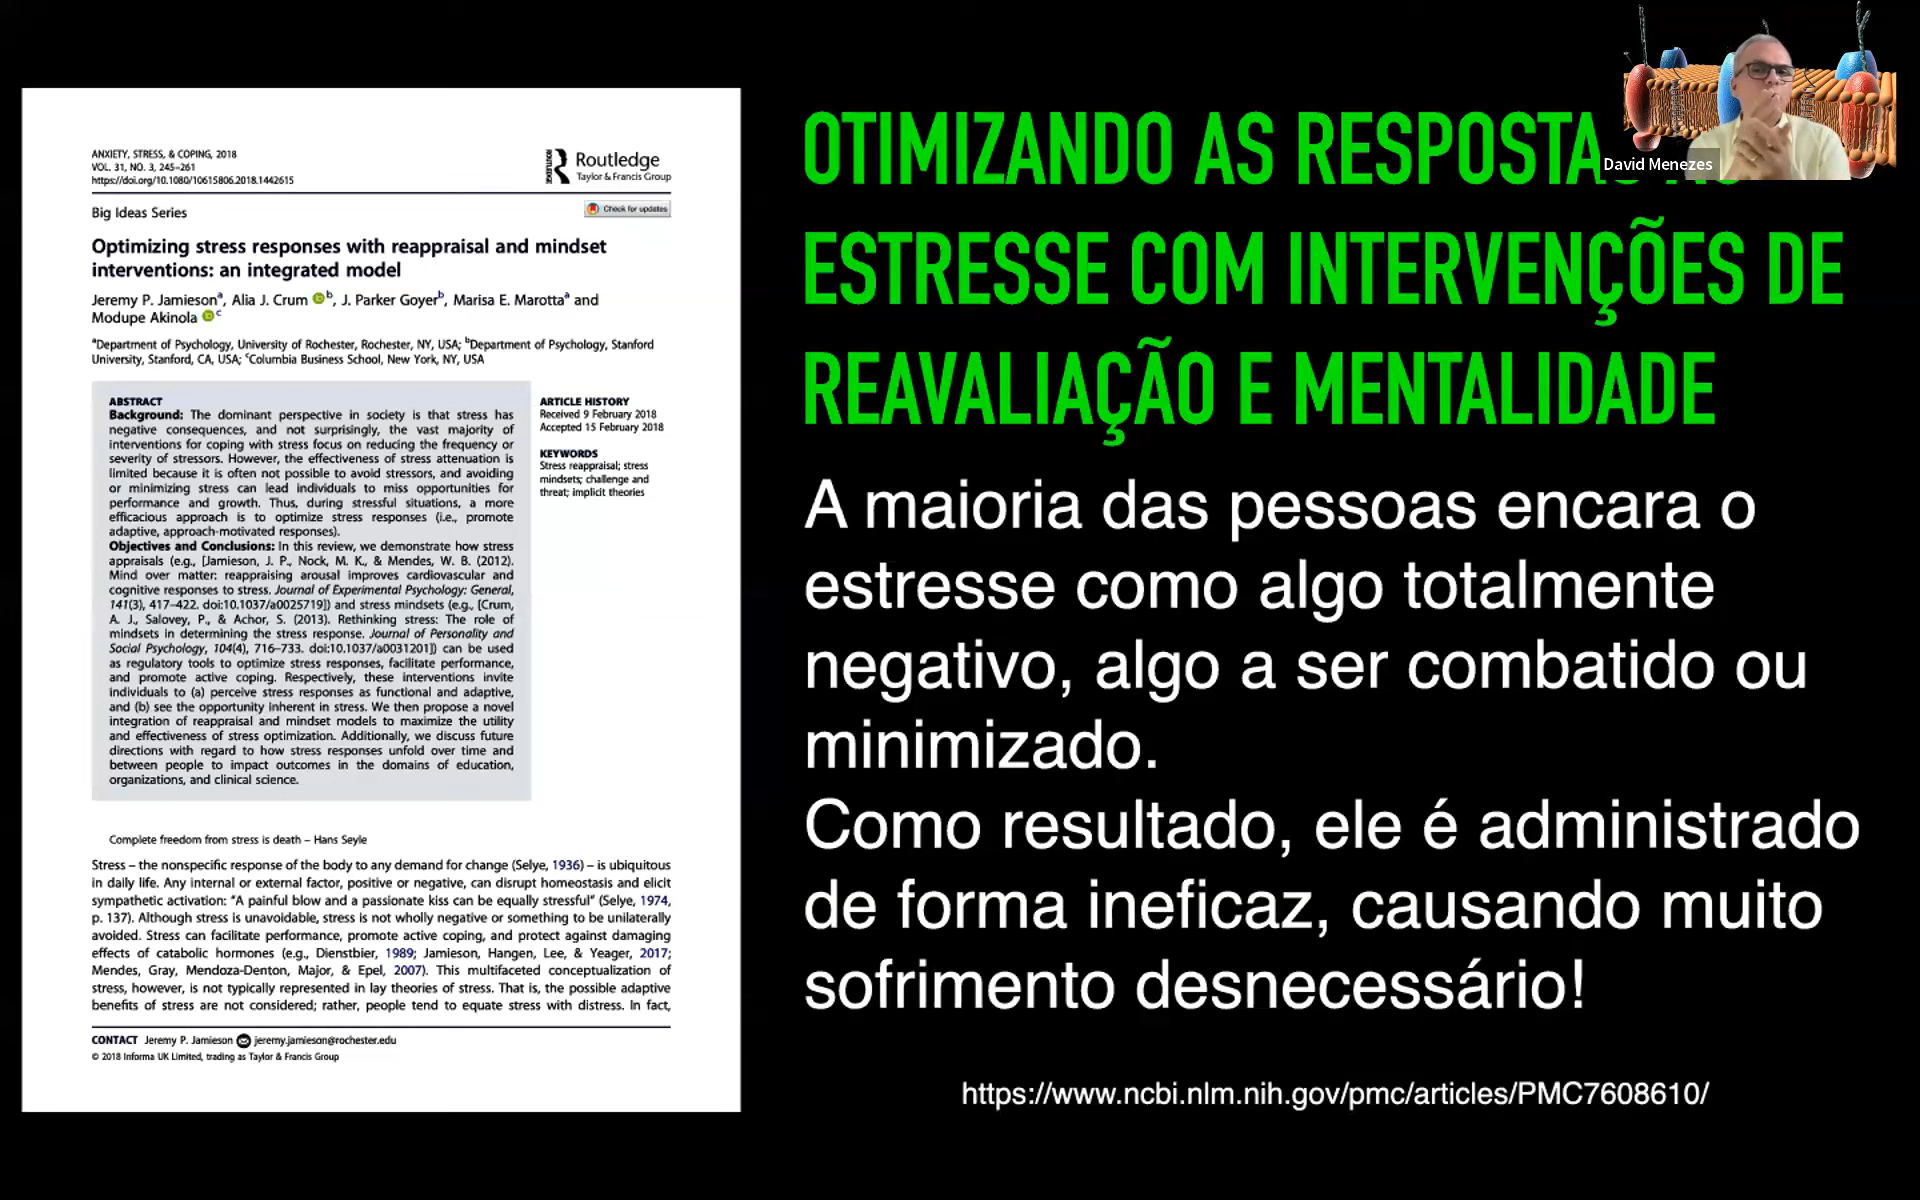 ANXIETY, STRESS, & COPING, 2018
VOL. 31, NO. 3, 245–261
https://doi.org/10.1080/10615806.2018.1442615
ROUTLEDGE
Routledge
Taylor & Francis Group
Big Ideas Series
Check for updates
Optimizing stress responses with reappraisal and mindset
interventions: an integrated model
Jeremy P. Jamiesonᵃ, Alia J. Crum ᵇ, J. Parker Goyerᵇ, Marisa E. Marottaᵃ and
Modupe Akinola ᶜ
ᵃDepartment of Psychology, University of Rochester, Rochester, NY, USA; ᵇDepartment of Psychology, Stanford
University, Stanford, CA, USA; ᶜColumbia Business School, New York, NY, USA
ABSTRACT
Background: The dominant perspective in society is that stress has
negative consequences, and not surprisingly, the vast majority of
interventions for coping with stress focus on reducing the frequency or
severity of stressors. However, the effectiveness of stress attenuation is
limited because it is often not possible to avoid stressors, and avoiding
or minimizing stress can lead individuals to miss opportunities for
performance and growth. Thus, during stressful situations, a more
efficacious approach is to optimize stress responses (i.e., promote
adaptive, approach-motivated responses).
Objectives and Conclusions: In this review, we demonstrate how stress
appraisals (e.g., [Jamieson, J. P., Nock, M. K., & Mendes, W. B. (2012).
Mind over matter: reappraising arousal improves cardiovascular and
cognitive responses to stress. Journal of Experimental Psychology: General,
141(3), 417–422. doi:10.1037/a0025719]) and stress mindsets (e.g., [Crum,
A. J., Salovey, P., & Achor, S. (2013). Rethinking stress: The role of
mindsets in determining the stress response. Journal of Personality and
Social Psychology, 104(4), 716–733. doi:10.1037/a0031201]) can be used
as regulatory tools to optimize stress responses, facilitate performance,
and promote active coping. Respectively, these interventions invite
individuals to (a) perceive stress responses as functional and adaptive,
and (b) see the opportunity inherent in stress. We then propose a novel
integration of reappraisal and mindset models to maximize the utility
and effectiveness of stress optimization. Additionally, we discuss future
directions with regard to how stress responses unfold over time and
between people to impact outcomes in the domains of education,
organizations, and clinical science.
ARTICLE HISTORY
Received 9 February 2018
Accepted 15 February 2018
KEYWORDS
Stress reappraisal; stress
mindsets; challenge and
threat; implicit theories
Complete freedom from stress is death – Hans Seyle
Stress – the nonspecific response of the body to any demand for change (Selye, 1936) – is ubiquitous
in daily life. Any internal or external factor, positive or negative, can disrupt homeostasis and elicit
sympathetic activation: "A painful blow and a passionate kiss can be equally stressful" (Selye, 1974,
p. 137). Although stress is unavoidable, stress is not wholly negative or something to be unilaterally
avoided. Stress can facilitate performance, promote active coping, and protect against damaging
effects of catabolic hormones (e.g., Dienstbier, 1989; Jamieson, Hangen, Lee, & Yeager, 2017;
Mendes, Gray, Mendoza-Denton, Major, & Epel, 2007). This multifaceted conceptualization of
stress, however, is not typically represented in lay theories of stress. That is, the possible adaptive
benefits of stress are not considered; rather, people tend to equate stress with distress. In fact,
CONTACT Jeremy P. Jamieson jeremy.jamieson@rochester.edu
© 2018 Informa UK Limited, trading as Taylor & Francis Group
OTIMIZANDO AS RESPOSTA
ESTRESSE COM INTERVENÇÕES DE
REAVALIAÇÃO E MENTALIDADE
David Menezes
A maioria das pessoas encara o
estresse como algo totalmente
negativo, algo a ser combatido ou
minimizado.
Como resultado, ele é administrado
de forma ineficaz, causando muito
sofrimento desnecessário!
https://www.ncbi.nlm.nih.gov/pmc/articles/PMC7608610/